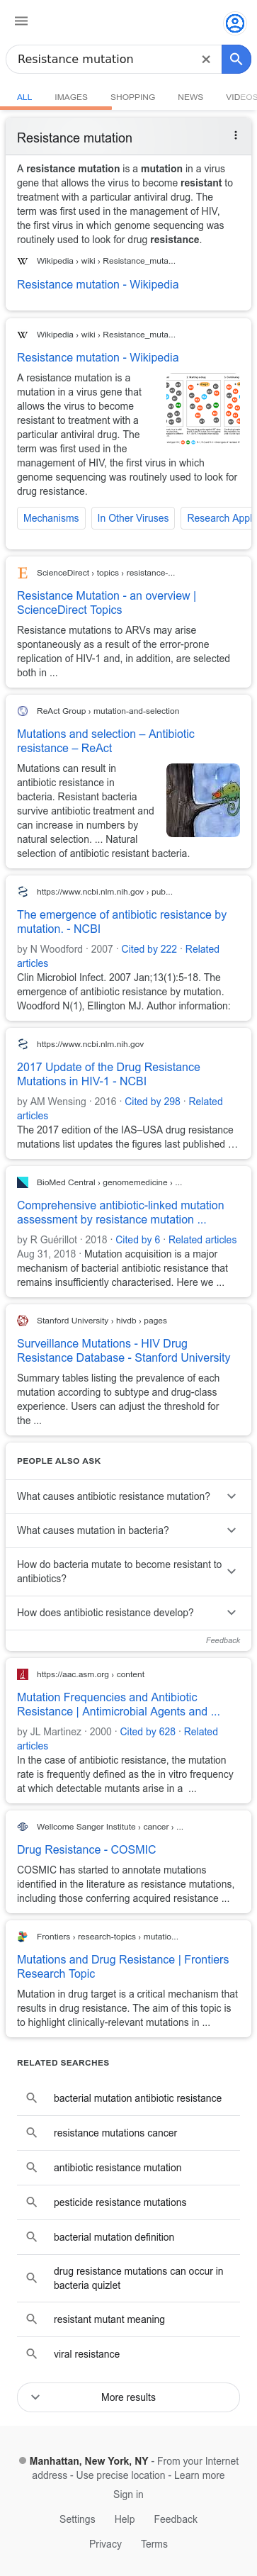 Resistance mutation
ALL IMAGES SHOPPING NEWS VIDEOS
Resistance mutation
A resistance mutation is a mutation in a virus
gene that allows the virus to become resistant to
treatment with a particular antiviral drug. The
term was first used in the management of HIV,
the first virus in which genome sequencing was
routinely used to look for drug resistance.
W Wikipedia › wiki › Resistance_muta...
Resistance mutation - Wikipedia
W Wikipedia › wiki › Resistance_muta...
Resistance mutation - Wikipedia
A resistance mutation is a
mutation in a virus gene that
allows the virus to become
resistant to treatment with a
particular antiviral drug. The
term was first used in the
management of HIV, the first virus in which
genome sequencing was routinely used to look for
drug resistance.
Mechanisms In Other Viruses Research Appl
E ScienceDirect › topics › resistance-...
Resistance Mutation - an overview |
ScienceDirect Topics
Resistance mutations to ARVs may arise
spontaneously as a result of the error-prone
replication of HIV-1 and, in addition, are selected
both in ...
ReAct Group › mutation-and-selection
Mutations and selection – Antibiotic
resistance – ReAct
Mutations can result in
antibiotic resistance in
bacteria. Resistant bacteria
survive antibiotic treatment and
can increase in numbers by
natural selection. ... Natural
selection of antibiotic resistant bacteria.
https://www.ncbi.nlm.nih.gov › pub...
The emergence of antibiotic resistance by
mutation. - NCBI
by N Woodford · 2007 · Cited by 222 · Related
articles
Clin Microbiol Infect. 2007 Jan;13(1):5-18. The
emergence of antibiotic resistance by mutation.
Woodford N(1), Ellington MJ. Author information:
https://www.ncbi.nlm.nih.gov
2017 Update of the Drug Resistance
Mutations in HIV-1 - NCBI
by AM Wensing · 2016 · Cited by 298 · Related
articles
The 2017 edition of the IAS–USA drug resistance
mutations list updates the figures last published ...
BioMed Central › genomemedicine › ...
Comprehensive antibiotic-linked mutation
assessment by resistance mutation ...
by R Guérillot · 2018 · Cited by 6 · Related articles
Aug 31, 2018 · Mutation acquisition is a major
mechanism of bacterial antibiotic resistance that
remains insufficiently characterised. Here we ...
Stanford University › hivdb › pages
Surveillance Mutations - HIV Drug
Resistance Database - Stanford University
Summary tables listing the prevalence of each
mutation according to subtype and drug-class
experience. Users can adjust the threshold for
the ...
PEOPLE ALSO ASK
What causes antibiotic resistance mutation?
What causes mutation in bacteria?
How do bacteria mutate to become resistant to
antibiotics?
How does antibiotic resistance develop?
Feedback
https://aac.asm.org › content
Mutation Frequencies and Antibiotic
Resistance | Antimicrobial Agents and ...
by JL Martinez · 2000 · Cited by 628 · Related
articles
In the case of antibiotic resistance, the mutation
rate is frequently defined as the in vitro frequency
at which detectable mutants arise in a ...
Wellcome Sanger Institute › cancer › ...
Drug Resistance - COSMIC
COSMIC has started to annotate mutations
identified in the literature as resistance mutations,
including those conferring acquired resistance ...
Frontiers › research-topics › mutatio...
Mutations and Drug Resistance | Frontiers
Research Topic
Mutation in drug target is a critical mechanism that
results in drug resistance. The aim of this topic is
to highlight clinically-relevant mutations in ...
RELATED SEARCHES
bacterial mutation antibiotic resistance
resistance mutations cancer
antibiotic resistance mutation
pesticide resistance mutations
bacterial mutation definition
drug resistance mutations can occur in
bacteria quizlet
resistant mutant meaning
viral resistance
More results
Manhattan, New York, NY - From your Internet
address - Use precise location - Learn more
Sign in
Settings Help Feedback
Privacy Terms